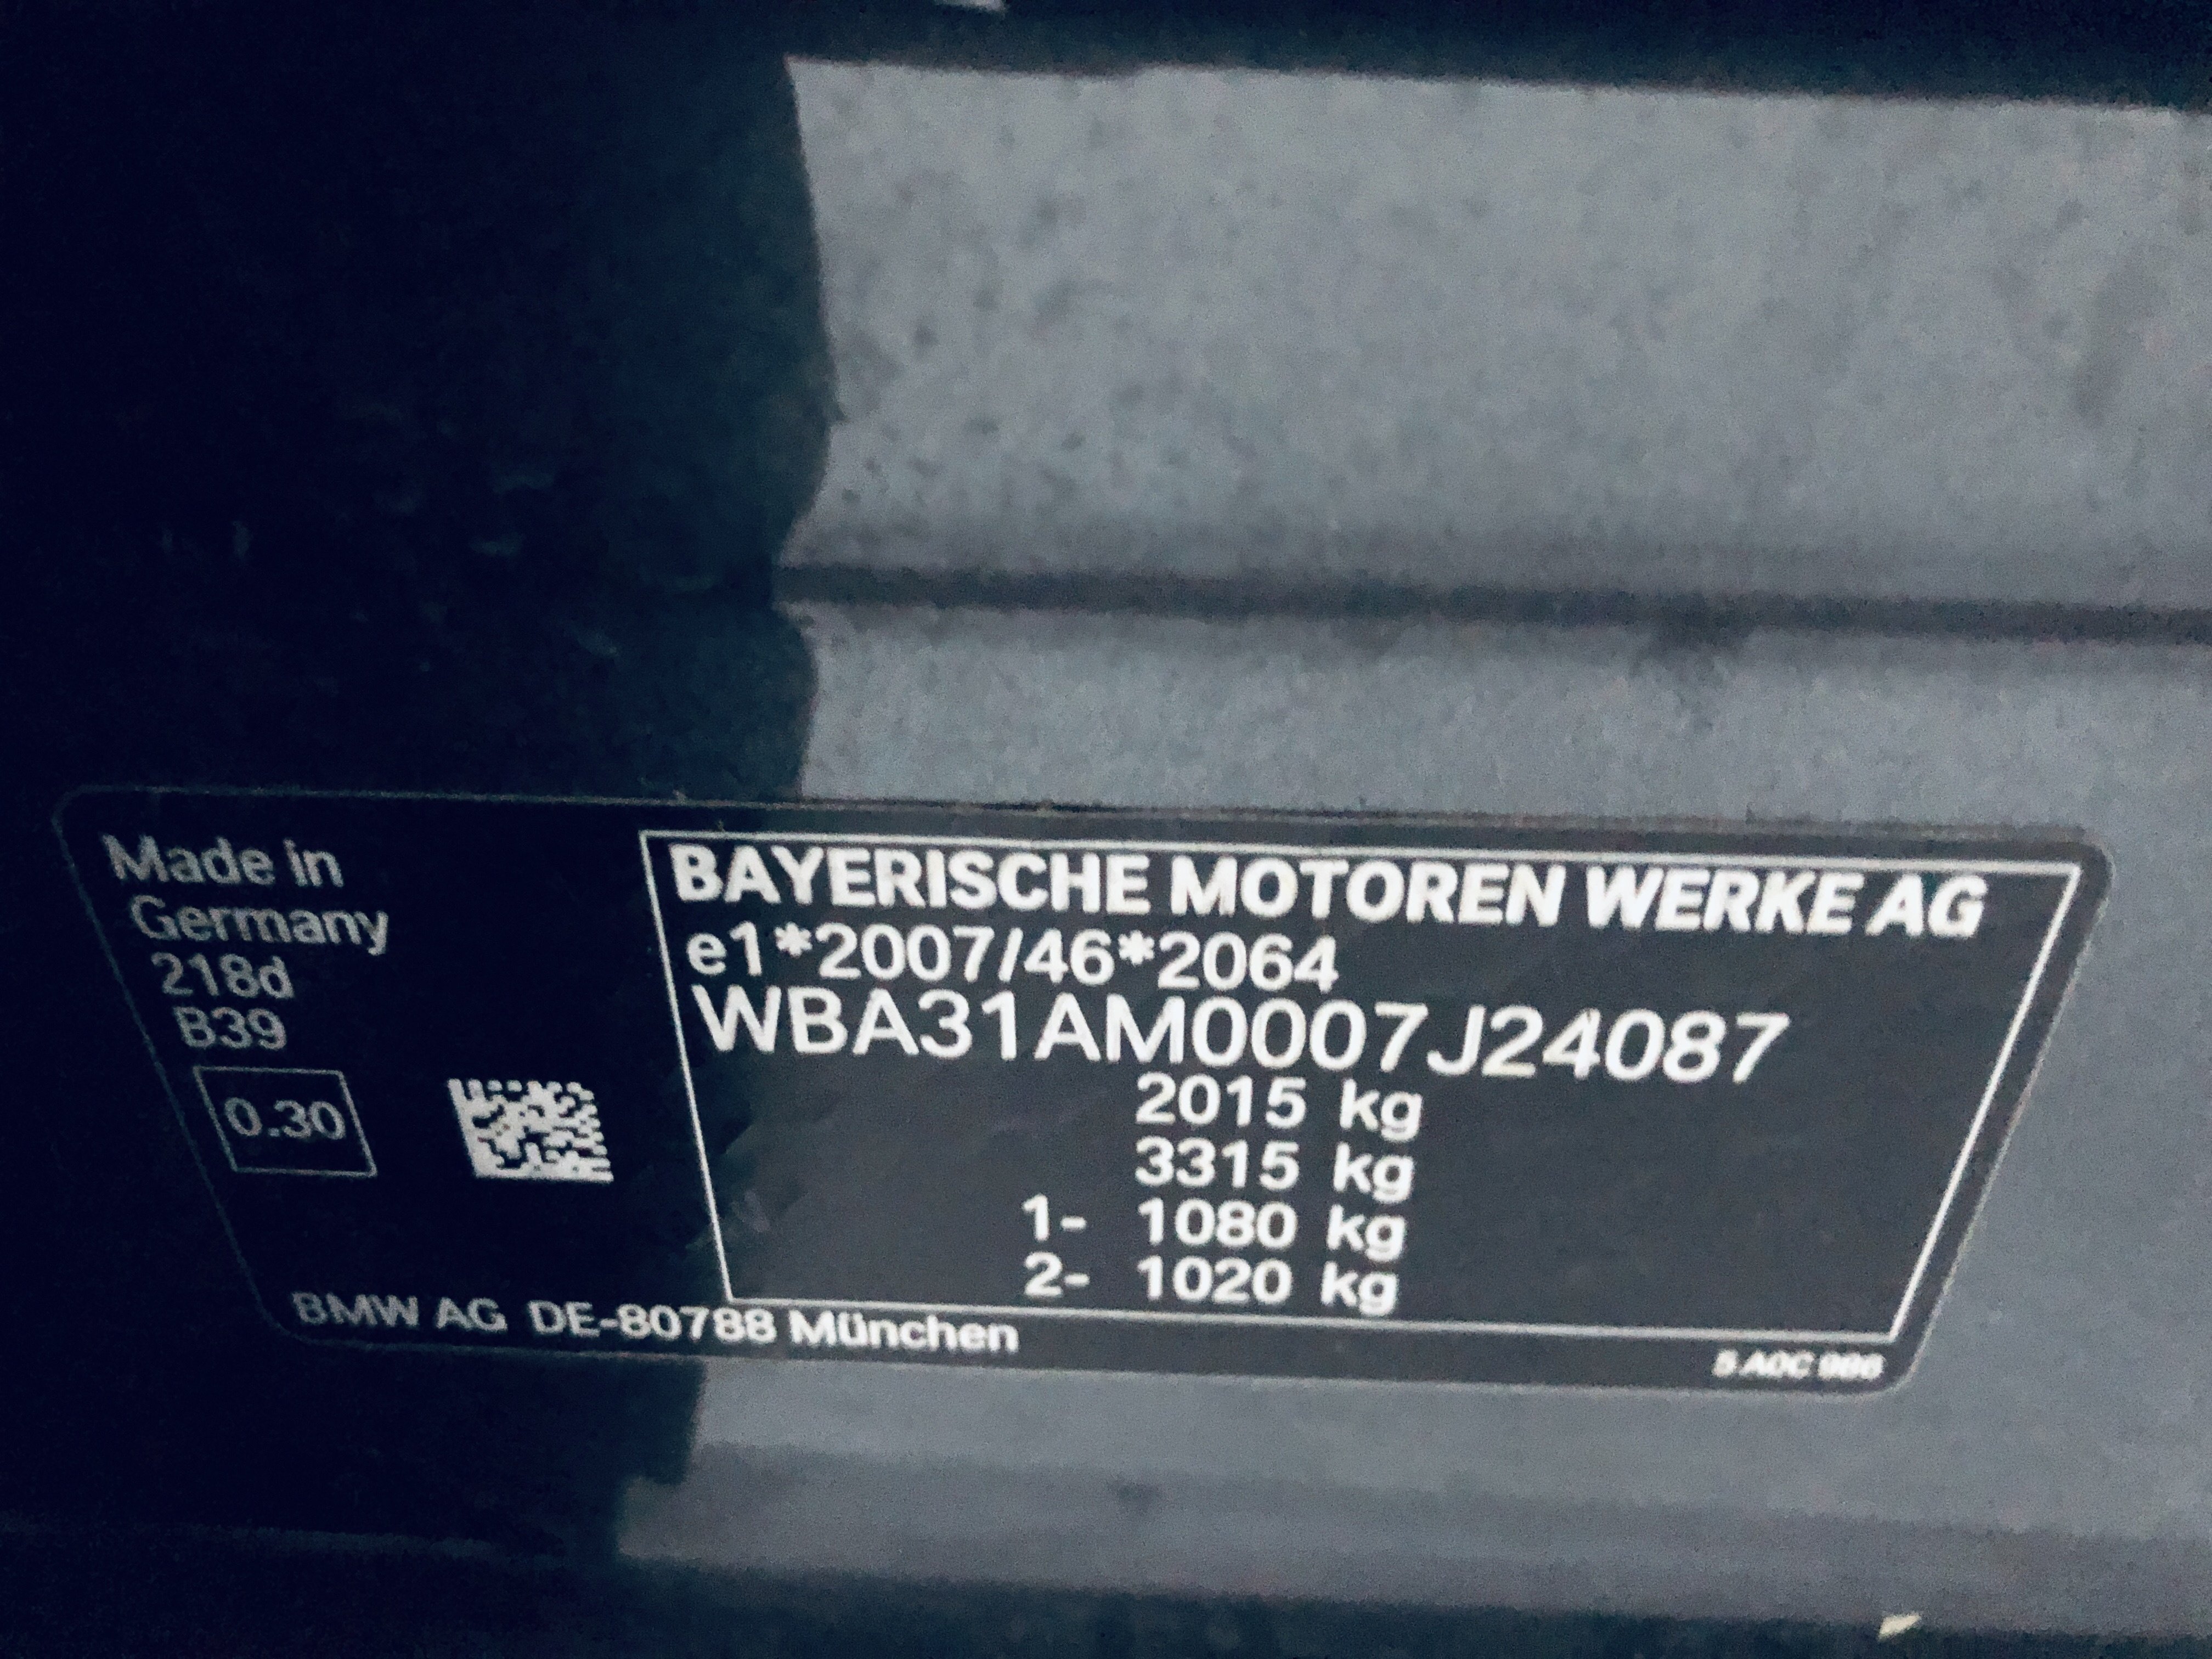 Made in
Germany
218d
B39
0.30
BAYERISCHE MOTOREN WERKE AG
e1*2007/46*2064
WBA31AM0007J24087
2015 kg
3315 kg
1- 1080 kg
2- 1020 kg
BMW AG DE-80788 München
A0C